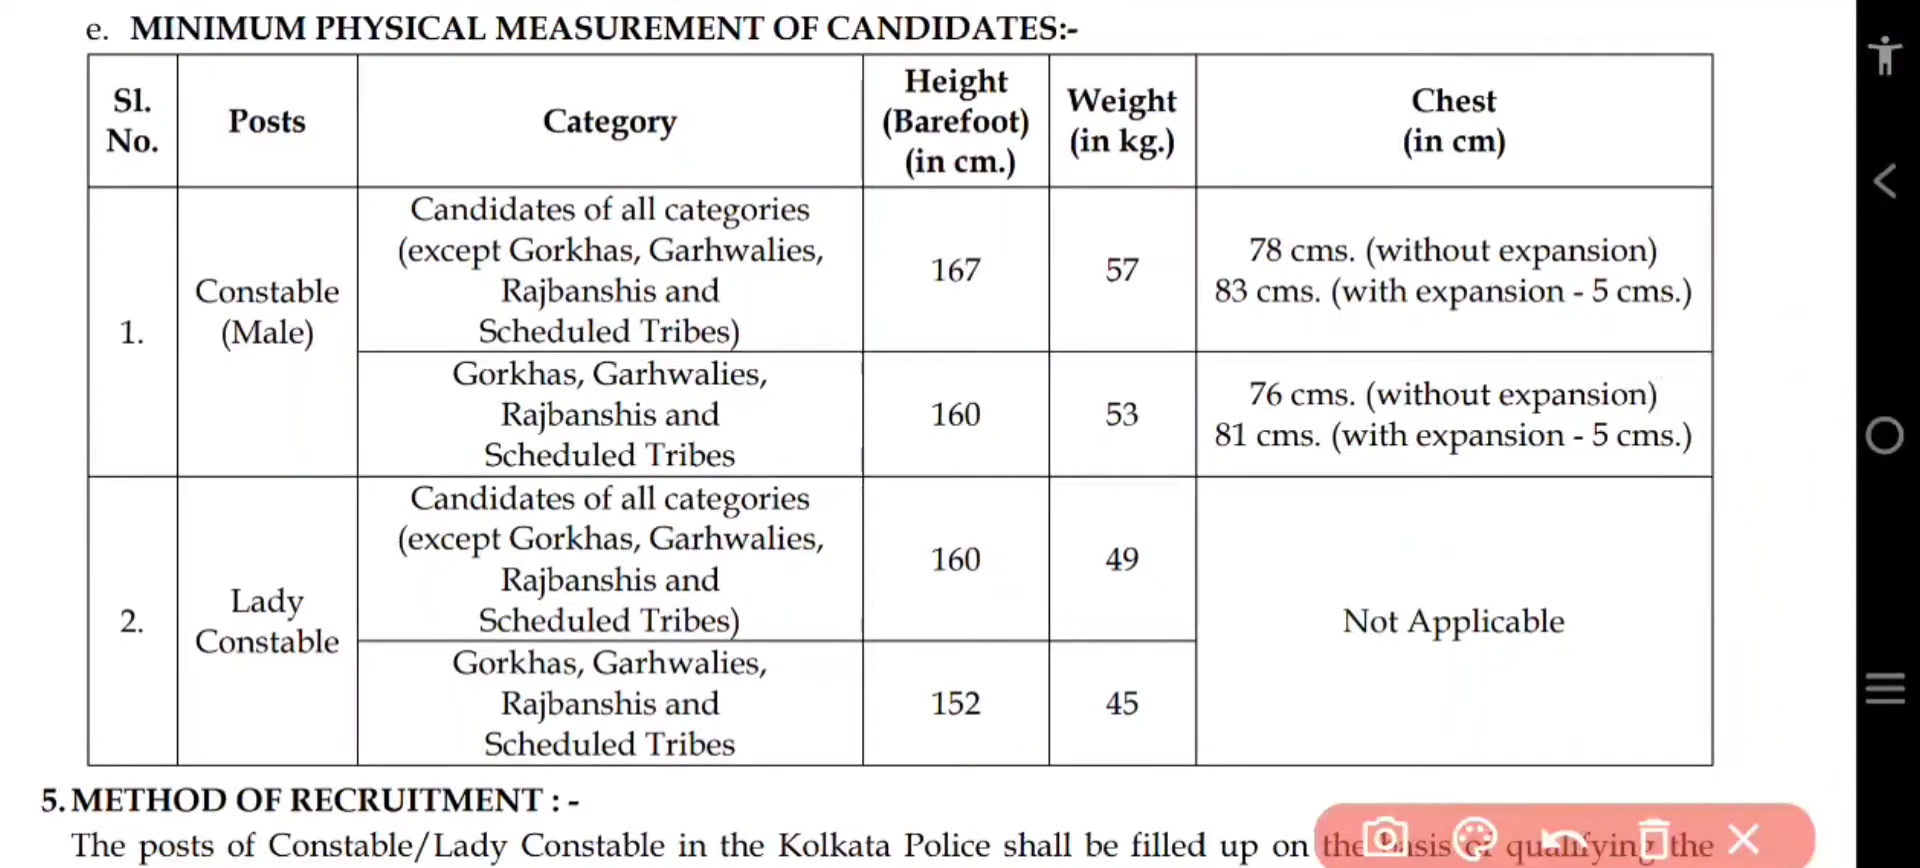 e. MINIMUM PHYSICAL MEASUREMENT OF CANDIDATES:-
Sl.
No.
Posts
Category
Height
(Barefoot)
(in cm.)
Weight
(in kg.)
Chest
(in cm)
1.
Constable
(Male)
Candidates of all categories
(except Gorkhas, Garhwalies,
Rajbanshis and
Scheduled Tribes)
167
57
78 cms. (without expansion)
83 cms. (with expansion - 5 cms.)
Gorkhas, Garhwalies,
Rajbanshis and
Scheduled Tribes
160
53
76 cms. (without expansion)
81 cms. (with expansion - 5 cms.)
2.
Lady
Constable
Candidates of all categories
(except Gorkhas, Garhwalies,
Rajbanshis and
Scheduled Tribes)
160
49
Not Applicable
Gorkhas, Garhwalies,
Rajbanshis and
Scheduled Tribes
152
45
5. METHOD OF RECRUITMENT : -
The posts of Constable/Lady Constable in the Kolkata Police shall be filled up on the basis of qualifying the